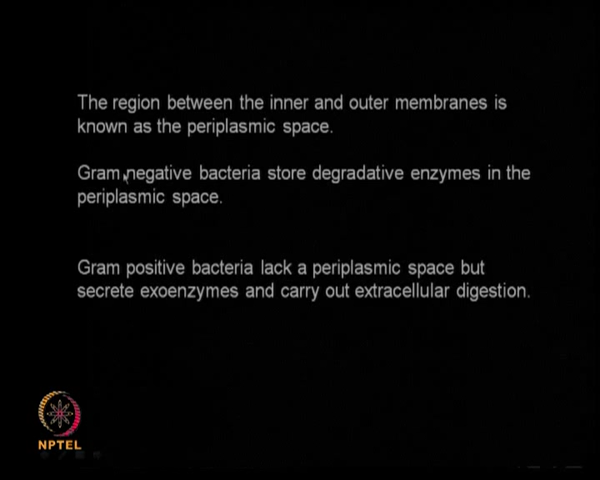 The region between the inner and outer membranes is
known as the periplasmic space.
Gram negative bacteria store degradative enzymes in the
periplasmic space.
Gram positive bacteria lack a periplasmic space but
secrete exoenzymes and carry out extracellular digestion.
NPTEL